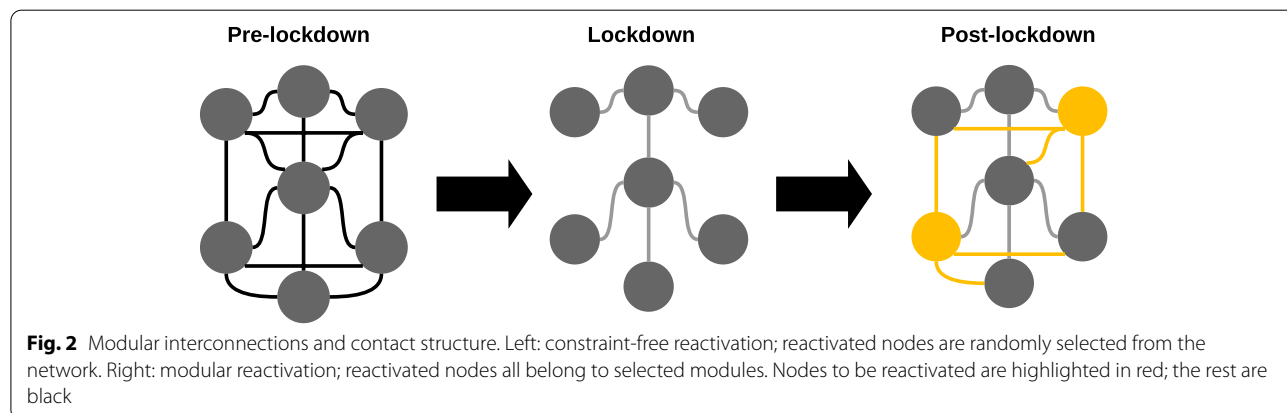 Pre-lockdown Lockdown Post-lockdown
Fig. 2 Modular interconnections and contact structure. Left: constraint-free reactivation; reactivated nodes are randomly selected from the
network. Right: modular reactivation; reactivated nodes all belong to selected modules. Nodes to be reactivated are highlighted in red; the rest are
black